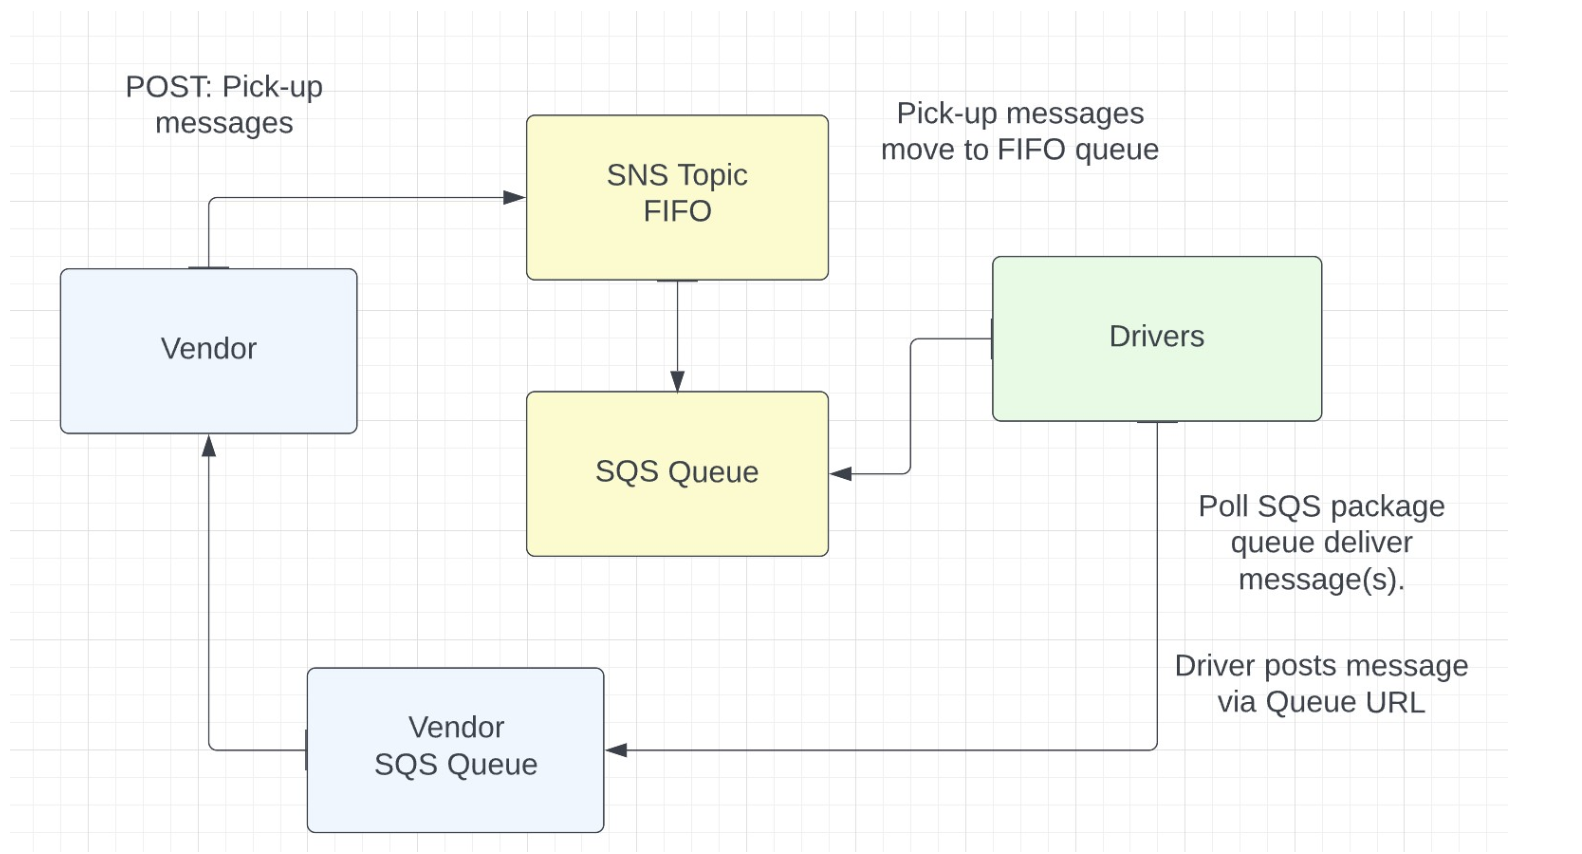 POST: Pick-up
messages
SNS Topic
FIFO
Pick-up messages
move to FIFO queue
Vendor
Drivers
SQS Queue
Poll SQS package
queue deliver
message(s).
Driver posts message
via Queue URL
Vendor
SQS Queue